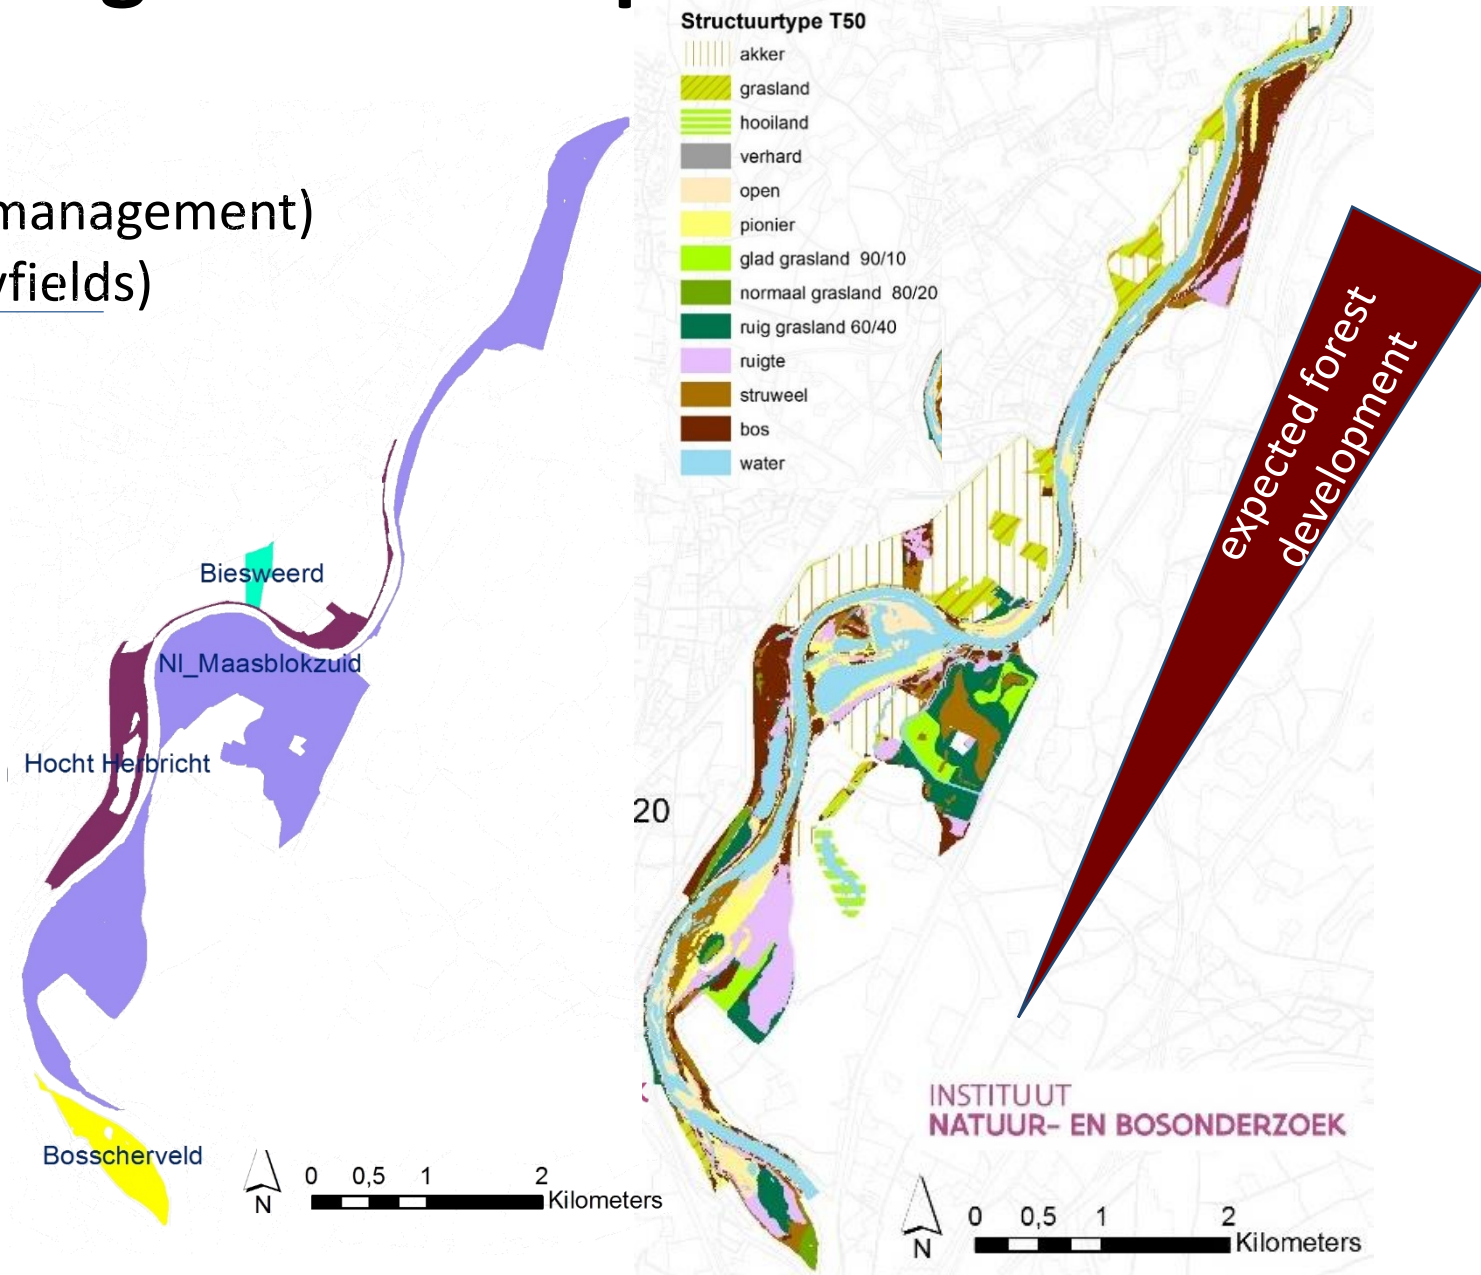 management)
yfields)
Biesweerd
Nl_Maasblokzuid
Hocht Herbricht
Bosscherveld
N
0 0,5 1 2
Kilometers
Structuurtype T50
akker
grasland
hooiland
verhard
open
pionier
glad grasland 90/10
normaal grasland 80/20
ruig grasland 60/40
ruigte
struweel
bos
water
20
expected forest
development
INSTITUUT
NATUUR- EN BOSONDERZOEK
N
0 0,5 1 2
Kilometers